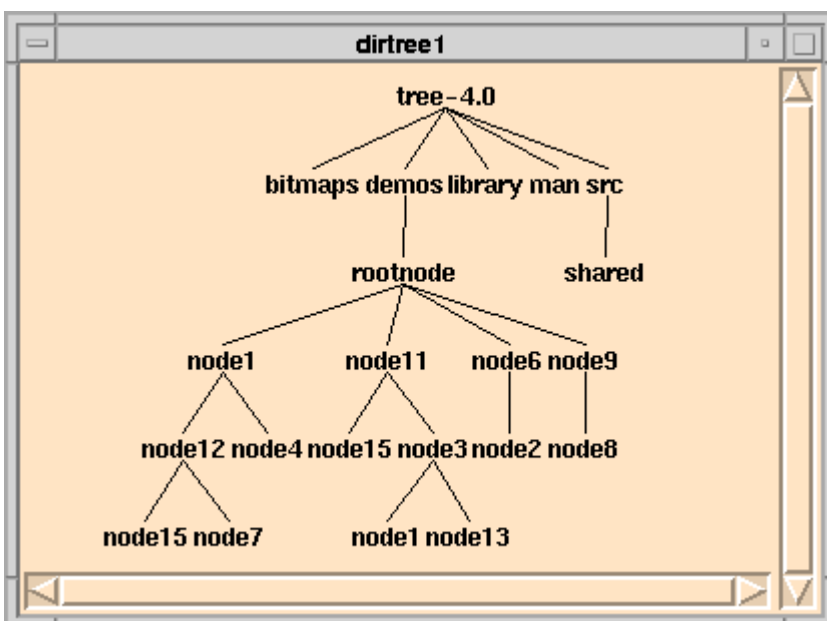 dirtree1
tree-4.0
bitmaps demos library man src
rootnode shared
node1 node11 node6 node9
node12 node4 node15 node3 node2 node8
node15 node7 node1 node13